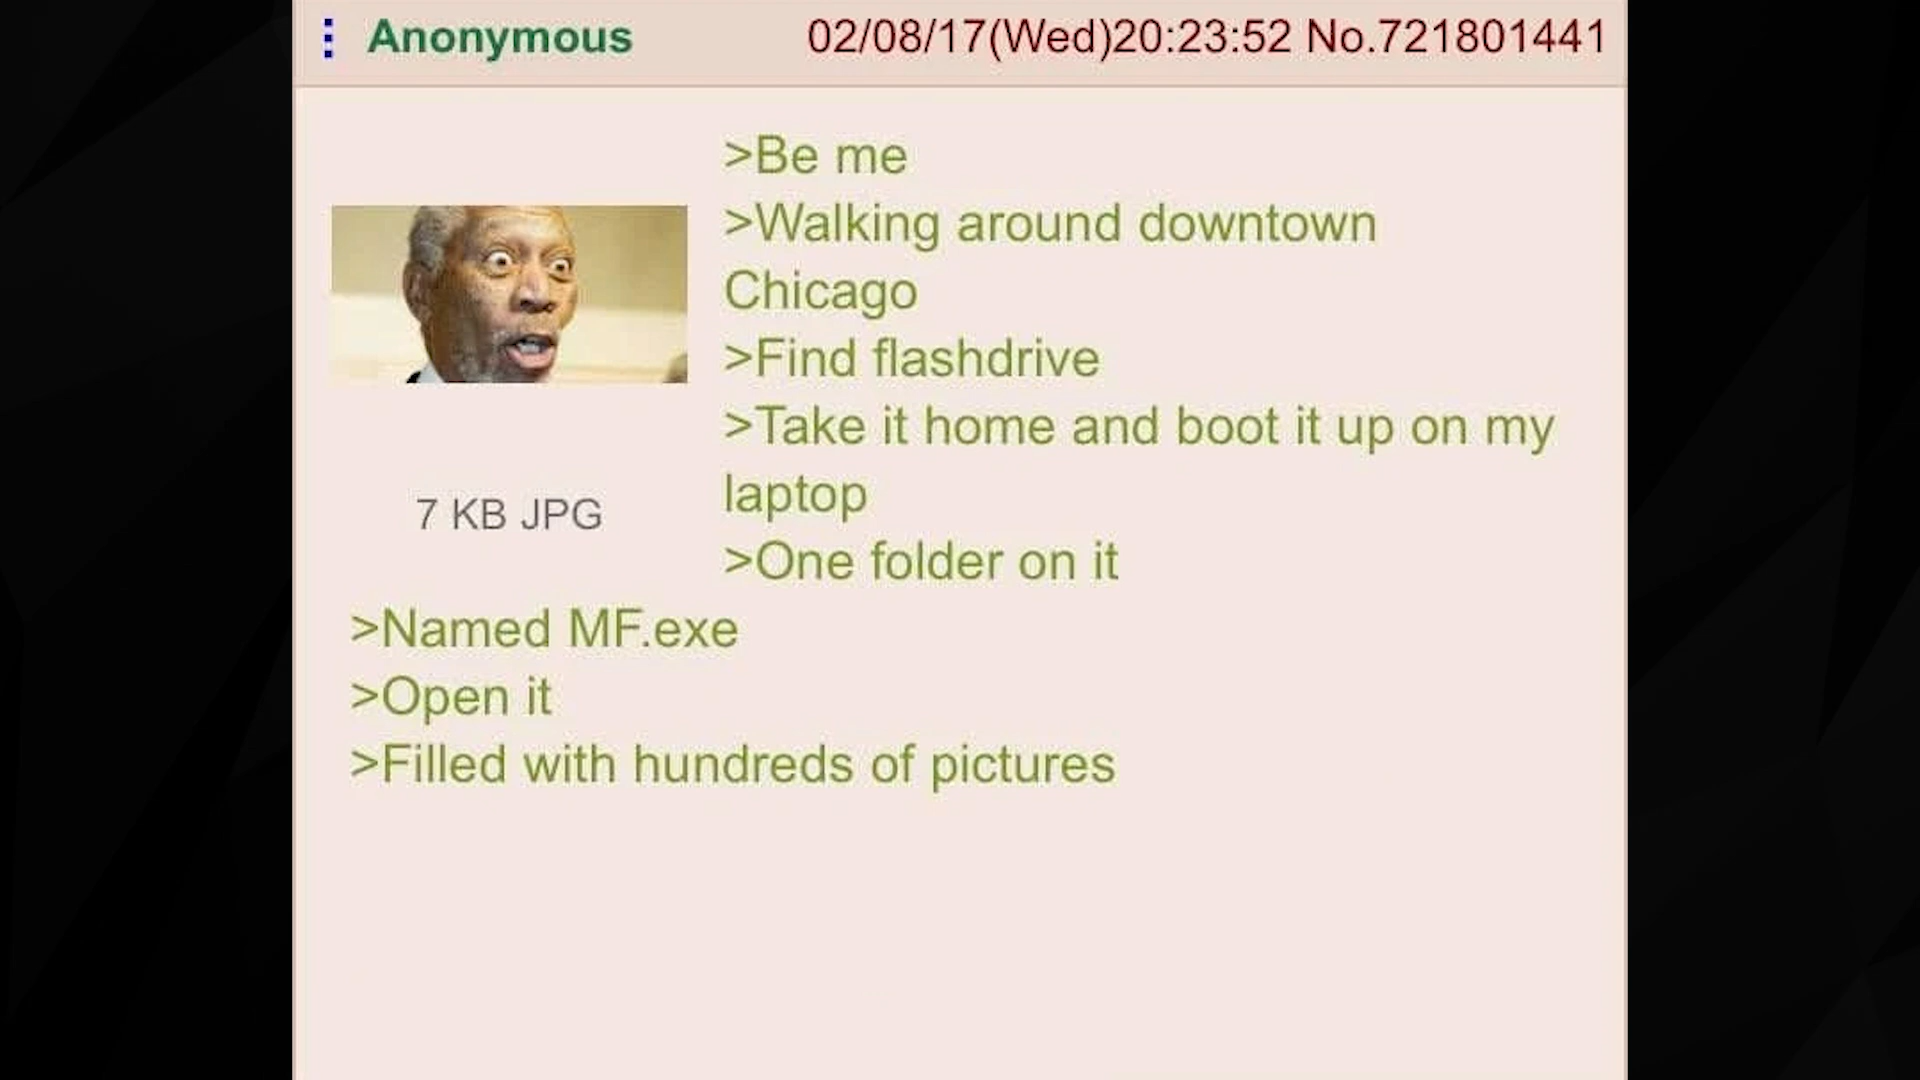 Anonymous 02/08/17(Wed)20:23:52 No.721801441
>Be me
>Walking around downtown
Chicago
>Find flashdrive
>Take it home and boot it up on my
laptop
7 KB JPG
>One folder on it
>Named MF.exe
>Open it
>Filled with hundreds of pictures